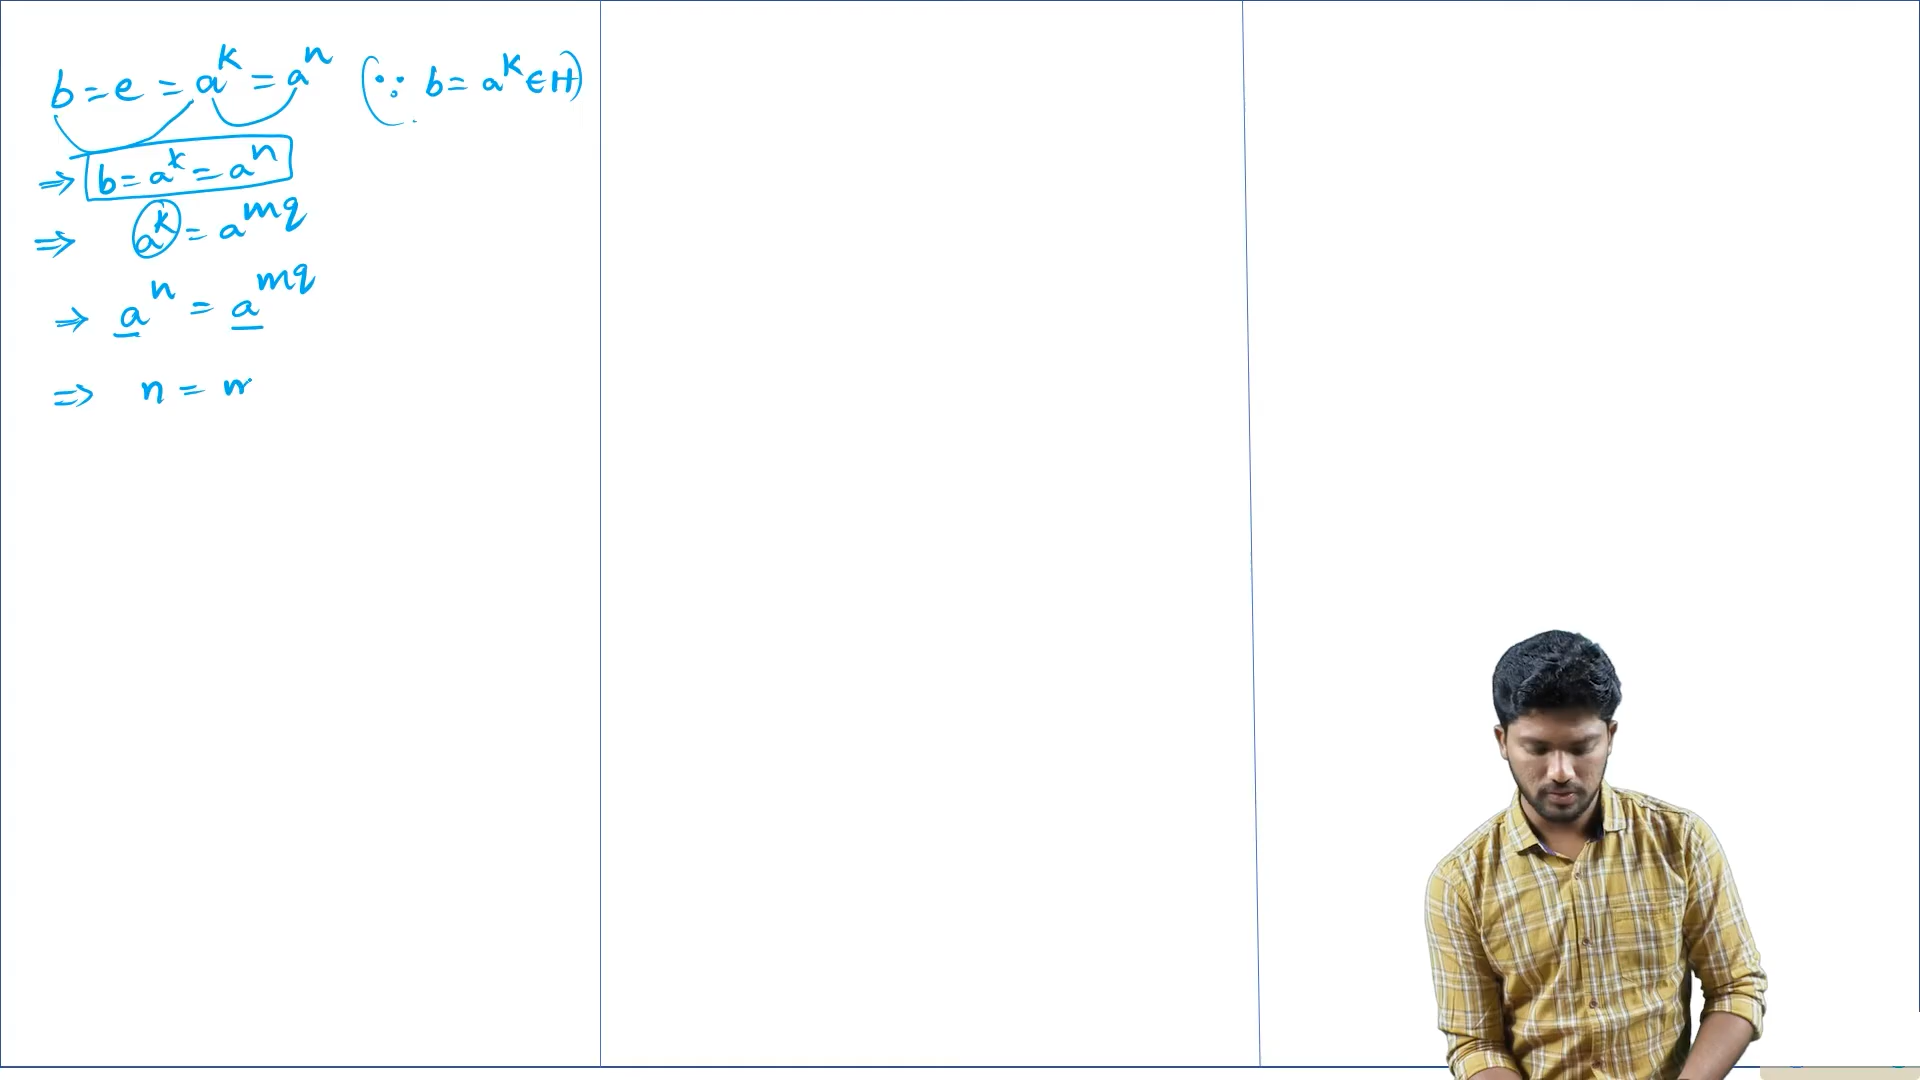 b = e = a^k = a^n (∵ b = a^k ∈ H)
⇒ b = a^k = a^n
⇒ a^k = a^mq
⇒ a^n = a^mq
⇒ n = m